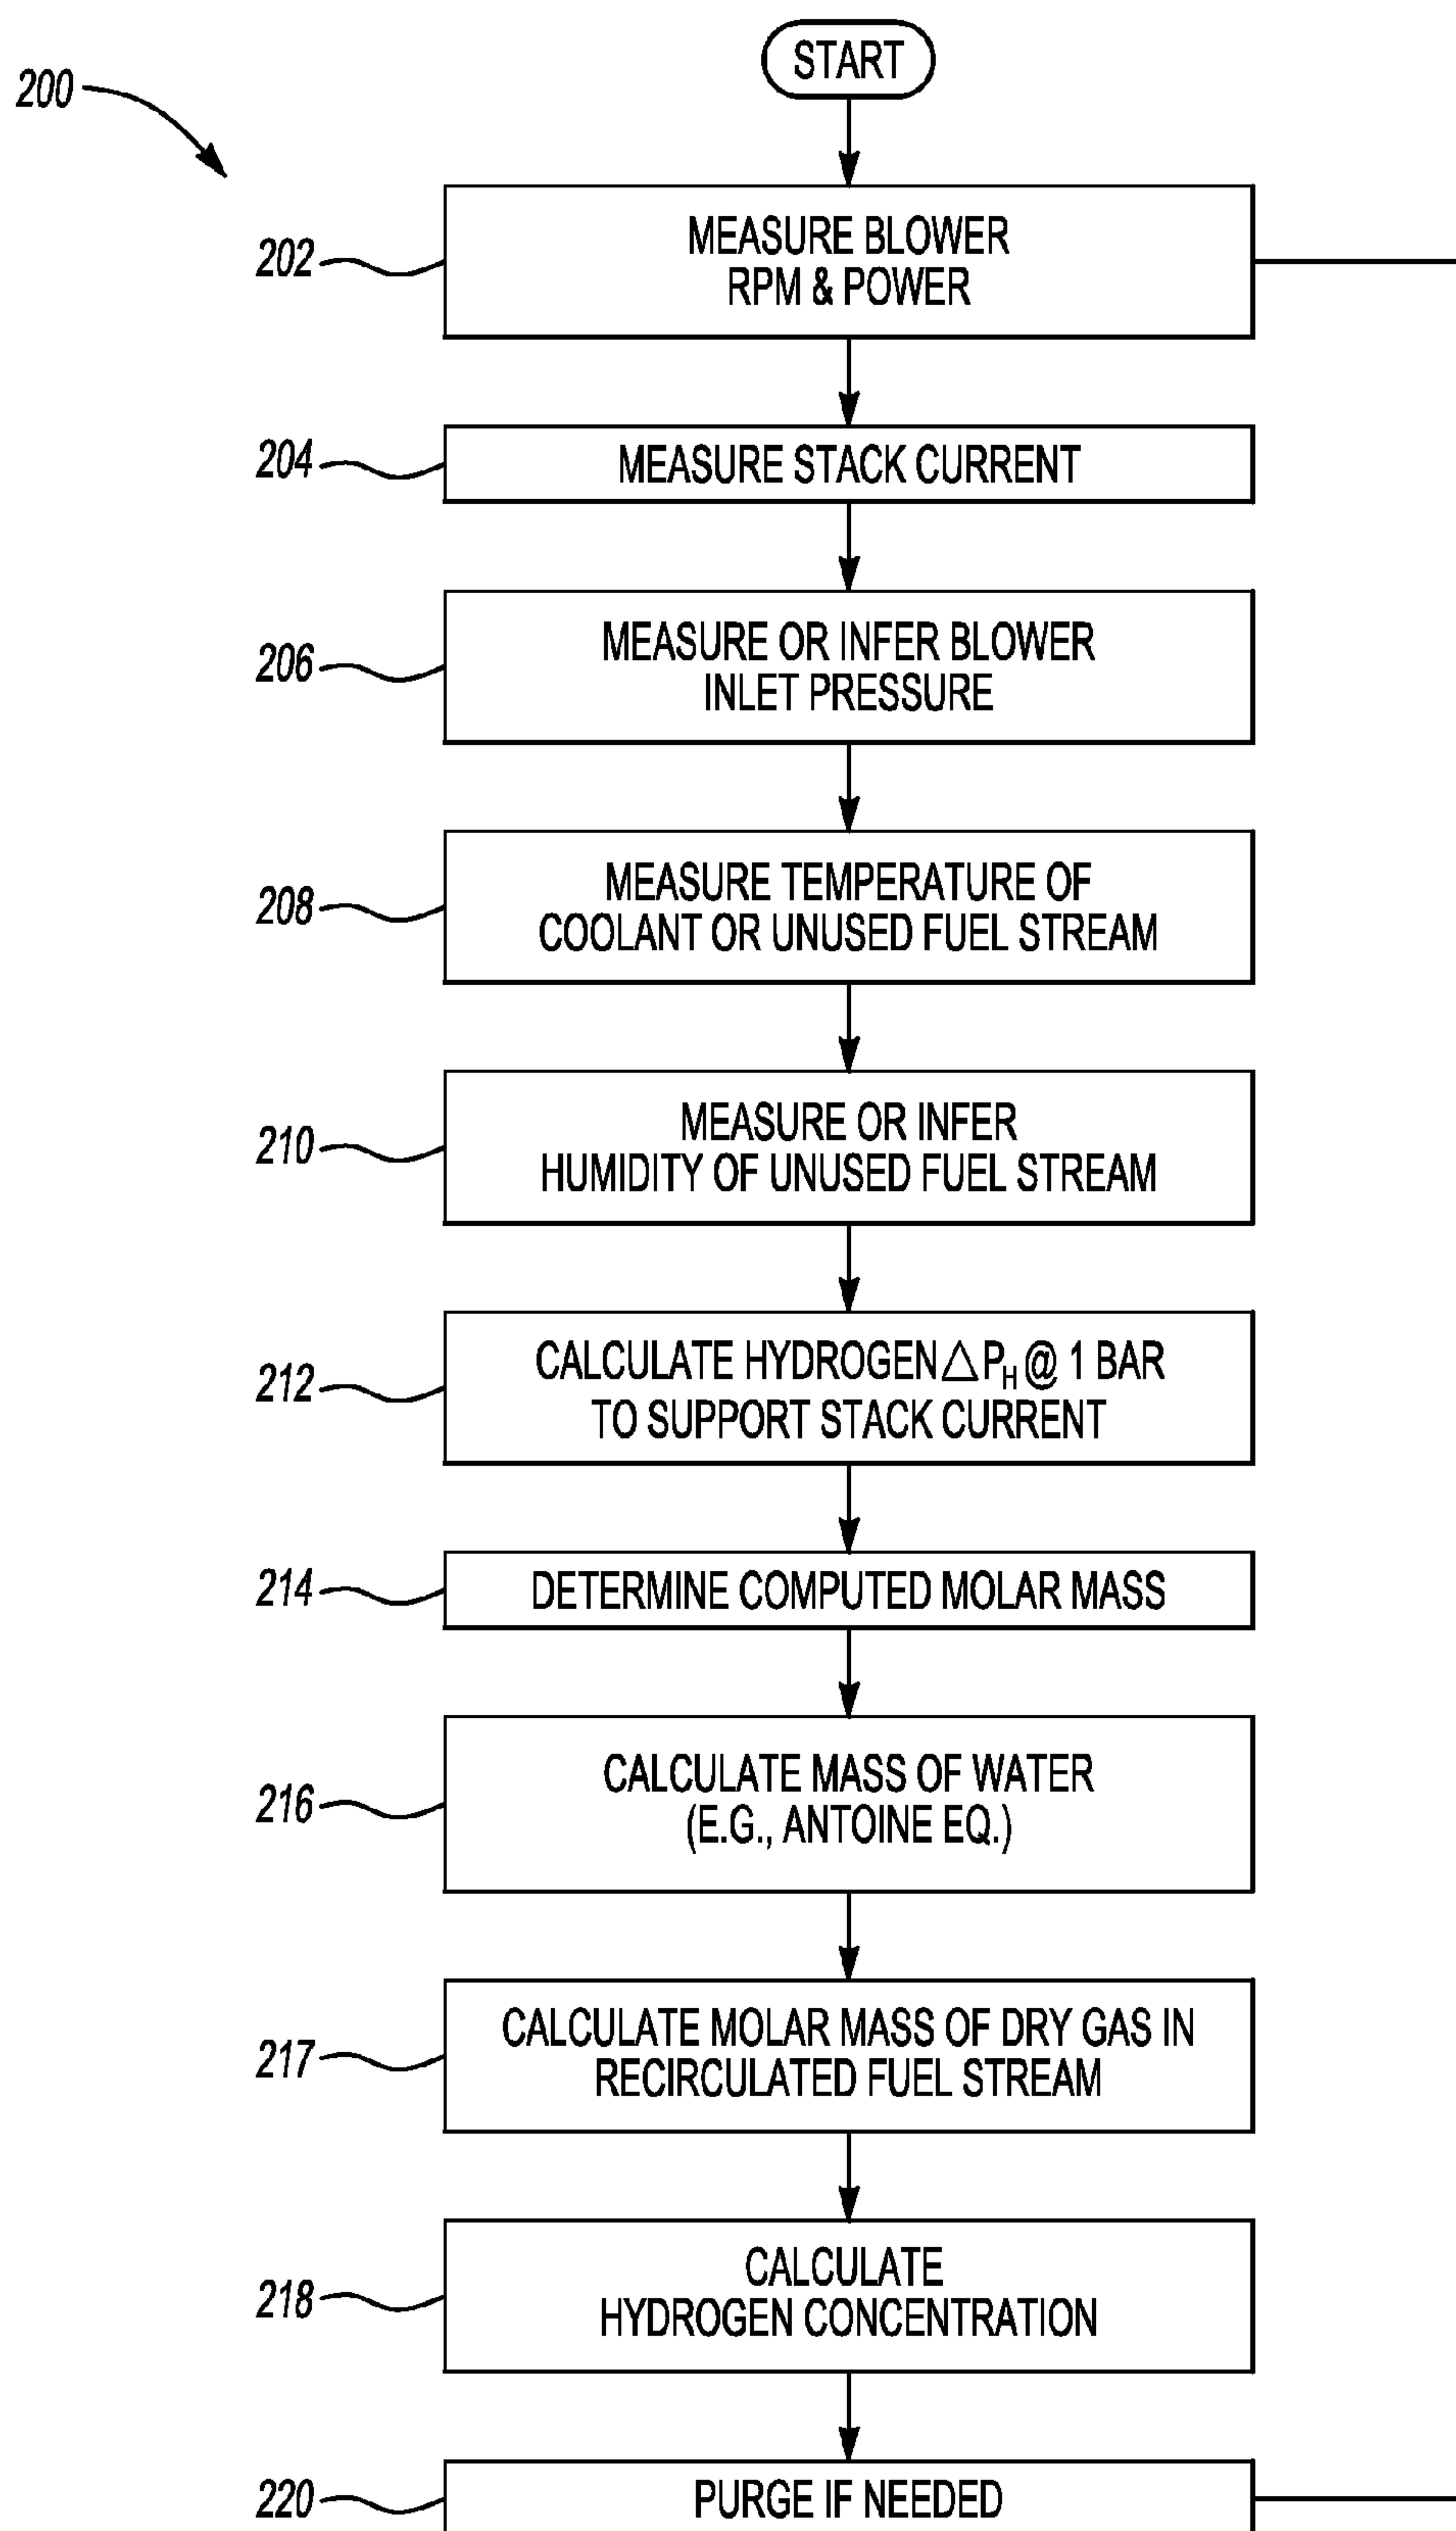 START
200
MEASURE BLOWER
RPM & POWER
202
MEASURE STACK CURRENT
204
MEASURE OR INFER BLOWER
INLET PRESSURE
206
MEASURE TEMPERATURE OF
COOLANT OR UNUSED FUEL STREAM
208
MEASURE OR INFER
HUMIDITY OF UNUSED FUEL STREAM
210
CALCULATE HYDROGEN △ P_H @ 1 BAR
TO SUPPORT STACK CURRENT
212
DETERMINE COMPUTED MOLAR MASS
214
CALCULATE MASS OF WATER
(E.G., ANTOINE EQ.)
216
CALCULATE MOLAR MASS OF DRY GAS IN
RECIRCULATED FUEL STREAM
217
CALCULATE
HYDROGEN CONCENTRATION
218
PURGE IF NEEDED
220